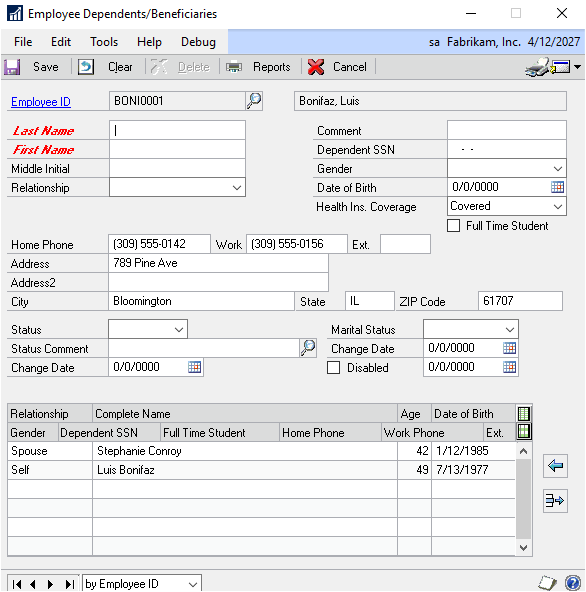 Employee Dependents/Beneficiaries
File Edit Tools Help Debug sa Fabrikam, Inc. 4/12/2027
Save Clear Delete Reports Cancel
Employee ID BONI0001 Bonifaz, Luis
Last Name Comment
First Name Dependent SSN - -
Middle Initial Gender
Relationship Date of Birth 0/0/0000
Health Ins. Coverage Covered
Full Time Student
Home Phone (309) 555-0142 Work (309) 555-0156 Ext.
Address 789 Pine Ave
Address2
City Bloomington State IL ZIP Code 61707
Status Marital Status
Status Comment Change Date 0/0/0000
Change Date 0/0/0000 Disabled 0/0/0000
Relationship Complete Name Age Date of Birth
Gender Dependent SSN Full Time Student Home Phone Work Phone Ext.
Spouse Stephanie Conroy 42 1/12/1985
Self Luis Bonifaz 49 7/13/1977
by Employee ID